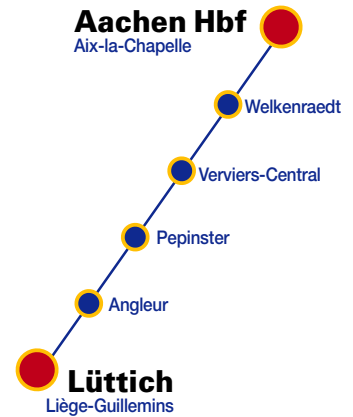 Aachen Hbf
Aix-la-Chapelle
Welkenraedt
Verviers-Central
Pepinster
Angleur
Lüttich
Liège-Guillemins